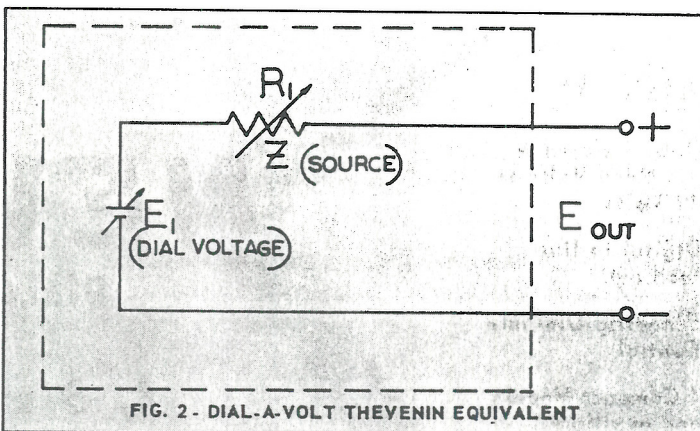 R1
Z (SOURCE)
+
E1
(DIAL VOLTAGE)
E OUT
−
FIG. 2 - DIAL-A-VOLT THEVENIN EQUIVALENT